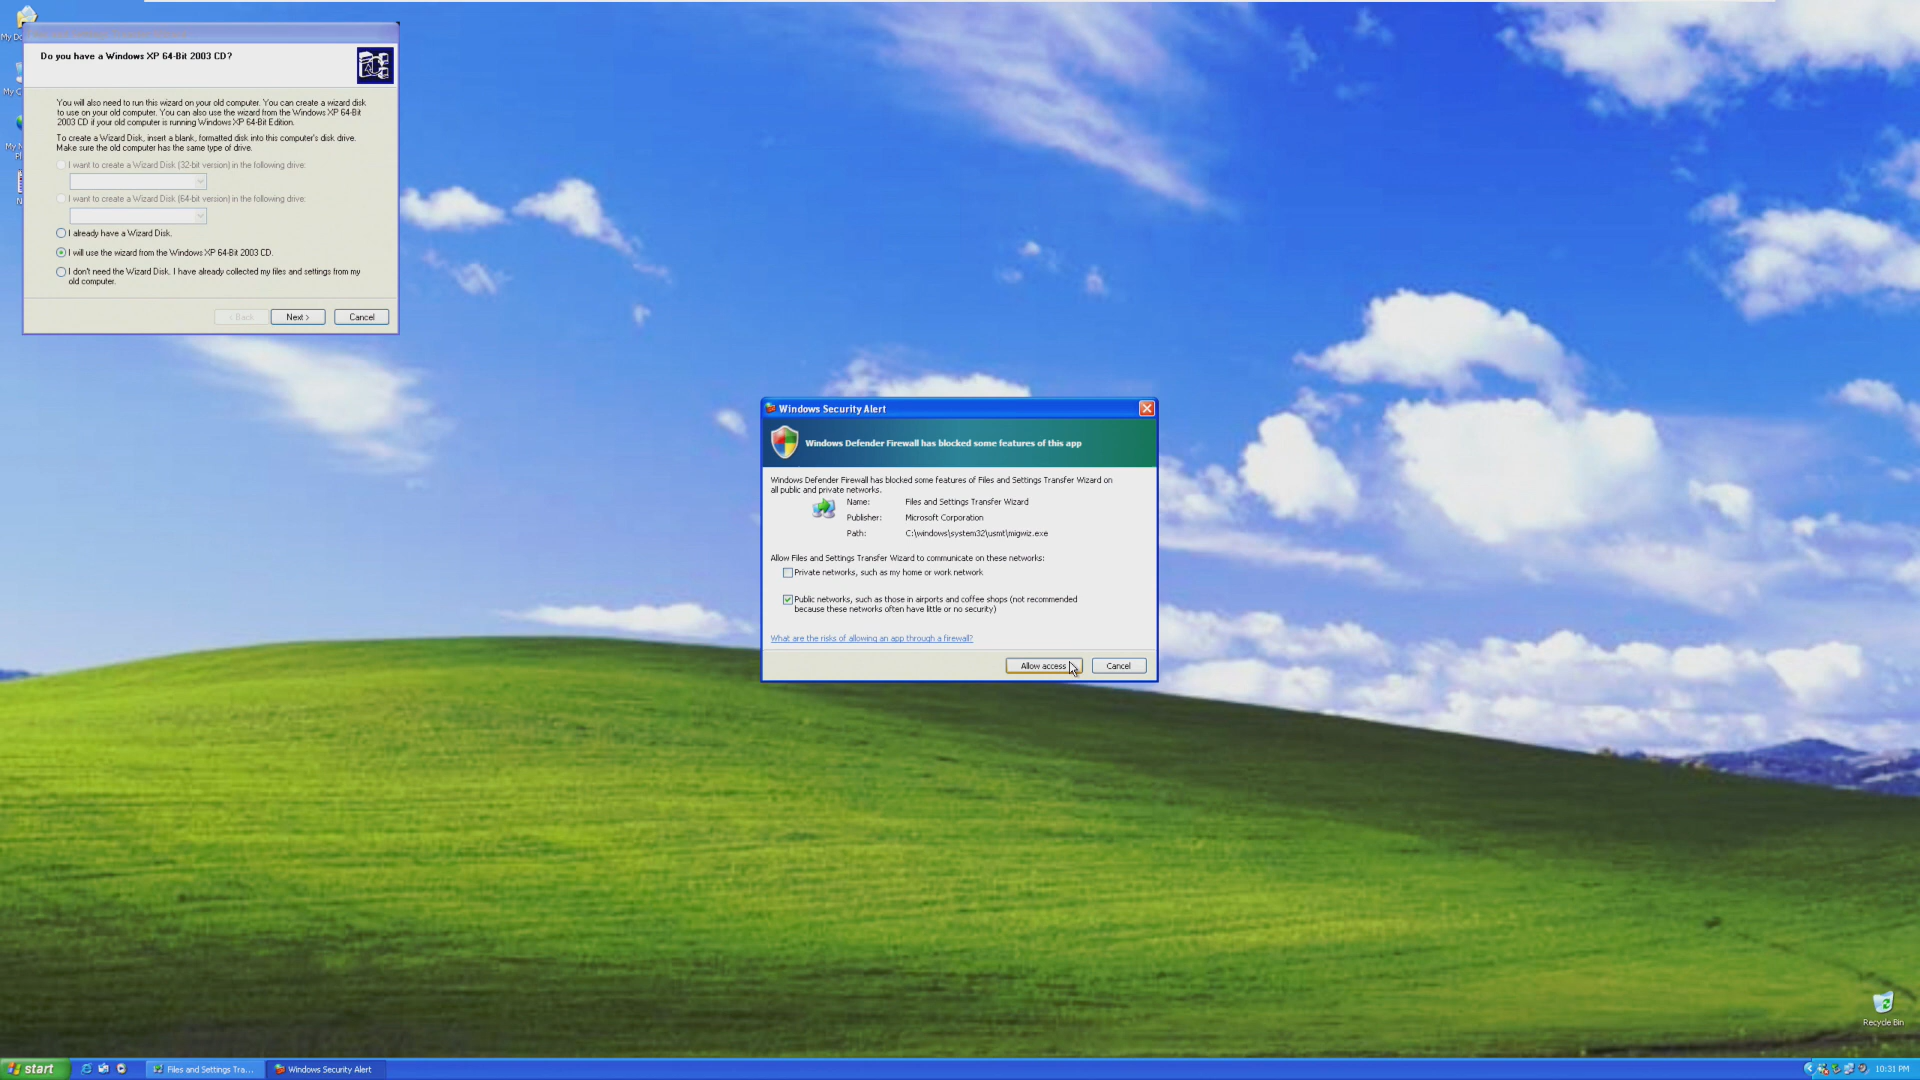 My Do
My C
My N
Pl
N
Do you have a Windows XP 64-Bit 2003 CD?
You will also need to run this wizard on your old computer. You can create a wizard disk
to use on your old computer. You can also use the wizard from the Windows XP 64-Bit
2003 CD if your old computer is running Windows XP 64-Bit Edition.
To create a Wizard Disk, insert a blank, formatted disk into this computer's disk drive.
Make sure the old computer has the same type of drive.
I want to create a Wizard Disk (32-bit version) in the following drive:
I want to create a Wizard Disk (64-bit version) in the following drive:
I already have a Wizard Disk.
I will use the wizard from the Windows XP 64-Bit 2003 CD.
I don't need the Wizard Disk. I have already collected my files and settings from my
old computer.
< Back
Next >
Cancel
Windows Security Alert
Windows Defender Firewall has blocked some features of this app
Windows Defender Firewall has blocked some features of Files and Settings Transfer Wizard on
all public and private networks.
Name: Files and Settings Transfer Wizard
Publisher: Microsoft Corporation
Path: C:\windows\system32\usmt\migwiz.exe
Allow Files and Settings Transfer Wizard to communicate on these networks:
Private networks, such as my home or work network
Public networks, such as those in airports and coffee shops (not recommended
because these networks often have little or no security)
What are the risks of allowing an app through a firewall?
Allow access
Cancel
Recycle Bin
start
Files and Settings Tra...
Windows Security Alert
10:31 PM